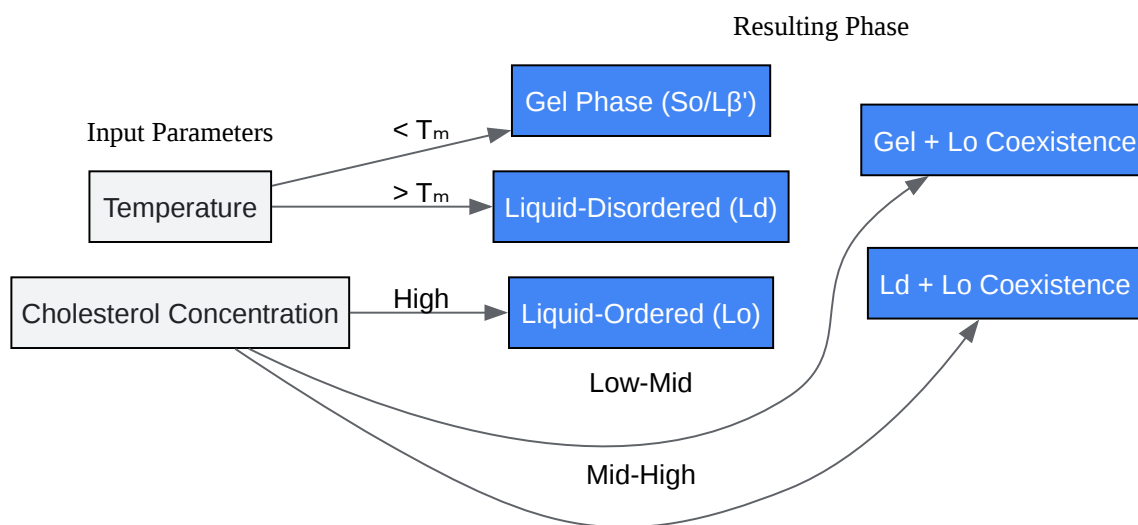 Resulting Phase
Gel Phase (So/Lβ')
Input Parameters
< Tₘ
Gel + Lo Coexistence
Temperature
> Tₘ
Liquid-Disordered (Ld)
Ld + Lo Coexistence
Cholesterol Concentration
High
Liquid-Ordered (Lo)
Low-Mid
Mid-High